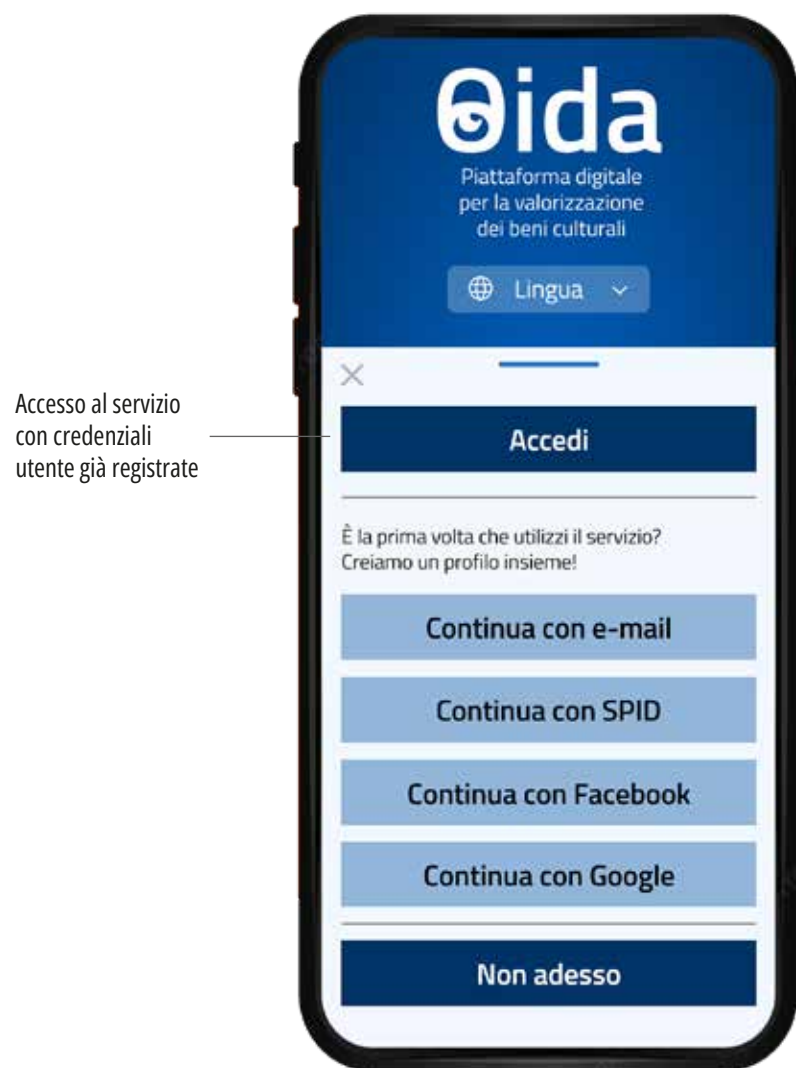 Oida
Piattaforma digitale
per la valorizzazione
dei beni culturali
Lingua
Accesso al servizio
con credenziali
utente già registrate
Accedi
È la prima volta che utilizzi il servizio?
Creiamo un profilo insieme!
Continua con e-mail
Continua con SPID
Continua con Facebook
Continua con Google
Non adesso